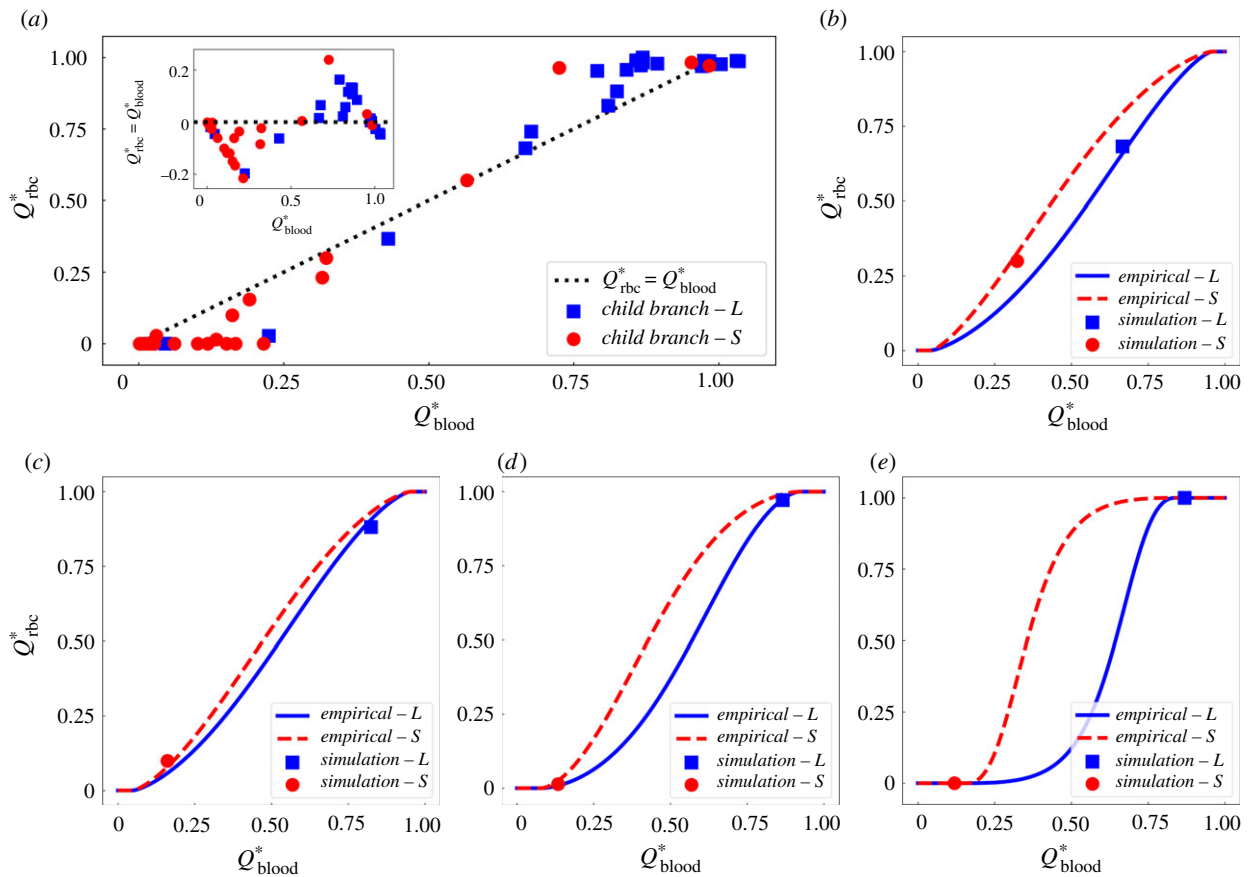 (a)
1.00
0.75
0.50
0.25
0
Q*rbc
0.2
0
−0.2
Q*rbc = Q*blood
0
0.5
1.0
Q*blood
Q*rbc = Q*blood
child branch – L
child branch – S
0
0.25
0.50
0.75
1.00
Q*blood
(b)
1.00
0.75
0.50
0.25
0
Q*rbc
empirical – L
empirical – S
simulation – L
simulation – S
0
0.25
0.50
0.75
1.00
Q*blood
(c)
1.00
0.75
0.50
0.25
0
Q*rbc
empirical – L
empirical – S
simulation – L
simulation – S
0
0.25
0.50
0.75
1.00
Q*blood
(d)
1.00
0.75
0.50
0.25
0
empirical – L
empirical – S
simulation – L
simulation – S
0
0.25
0.50
0.75
1.00
Q*blood
(e)
1.00
0.75
0.50
0.25
0
empirical – L
empirical – S
simulation – L
simulation – S
0
0.25
0.50
0.75
1.00
Q*blood